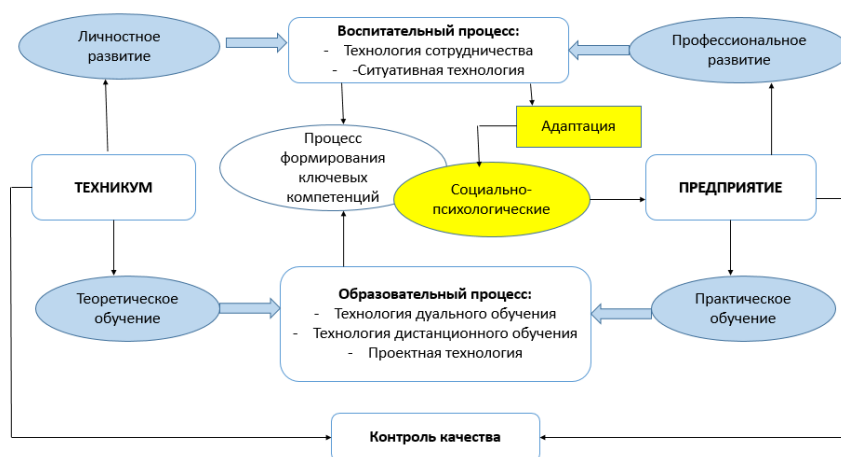 Личностное
развитие
Воспитательный процесс:
- Технология сотрудничества
- -Ситуативная технология
Профессиональное
развитие
Адаптация
Процесс
формирования
ключевых
компетенций
ТЕХНИКУМ
Социально-
психологические
ПРЕДПРИЯТИЕ
Теоретическое
обучение
Образовательный процесс:
- Технология дуального обучения
- Технология дистанционного обучения
- Проектная технология
Практическое
обучение
Контроль качества